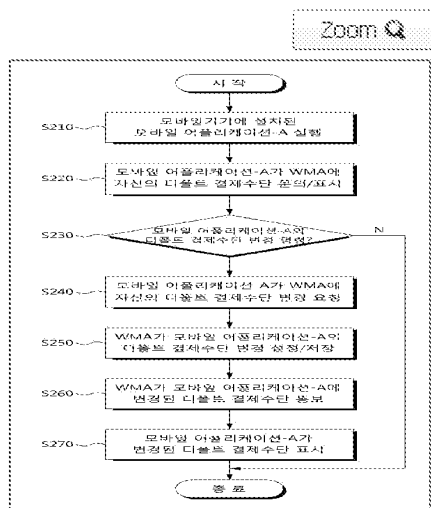 Zoom
시 작
S210
모바일기기에 설치된
모바일 어플리케이션-A 실행
S220
모바일 어플리케이션-A가 WMA에
자신의 디폴트 결제수단 문의/표시
S230
모바일 어플리케이션-A의
디폴트 결제수단 변경 명령?
N
S240
모바일 어플리케이션-A가 WMA에
자신의 디폴트 결제수단 변경 요청
S250
WMA가 모바일 어플리케이션-A의
디폴트 결제수단 변경 설정/저장
S260
WMA가 모바일 어플리케이션-A에
변경된 디폴트 결제수단 통보
S270
모바일 어플리케이션-A가
변경된 디폴트 결제수단 표시
종 료